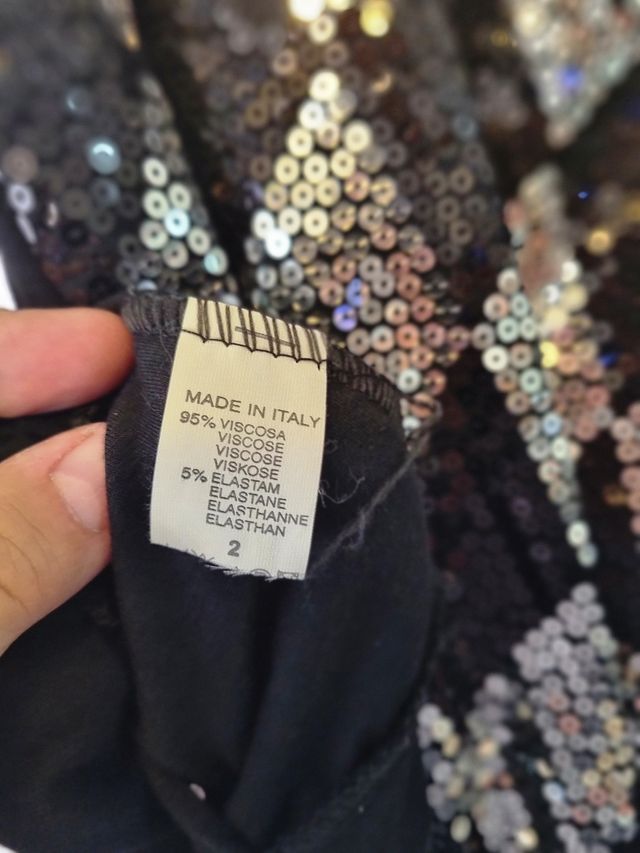 MADE IN ITALY
95% VISCOSA
VISCOSE
VISCOSE
VISKOSE
5% ELASTAM
ELASTANE
ELASTHANNE
ELASTHAN
2